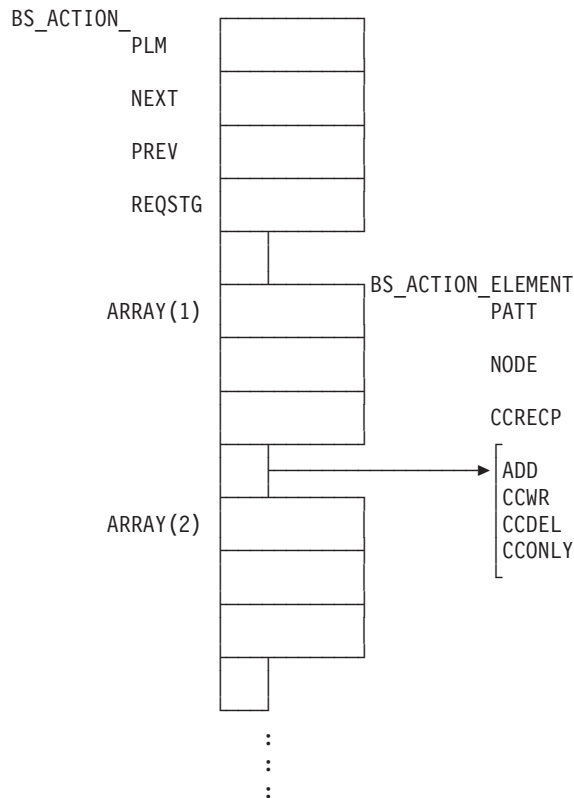 BS_ACTION_
PLM
NEXT
PREV
REQSTG
BS_ACTION_ELEMENT
ARRAY(1)
PATT
NODE
CCRECP
ADD
CCWR
ARRAY(2)
CCDEL
CCONLY
:
:
: